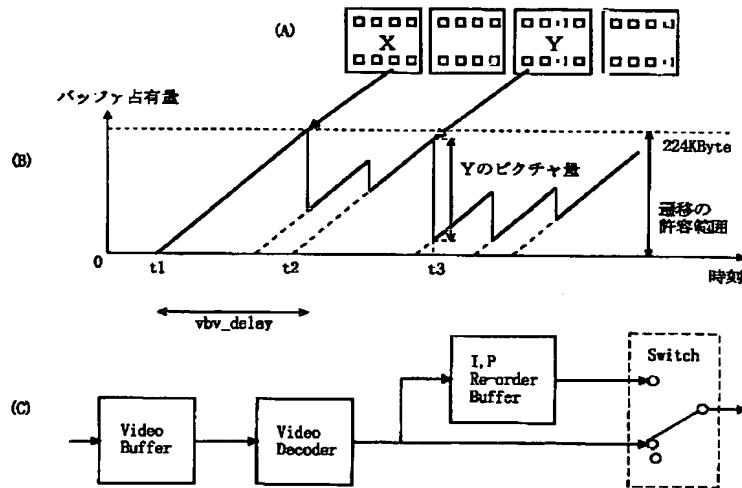 (A)
X
Y
バッファ占有量
(B)
224KByte
Yのピクチャ量
遷移の
許容範囲
0
t1
t2
t3
時刻
vbv_delay
(C)
I,P
Re-order
Buffer
Switch
Video
Buffer
Video
Decoder